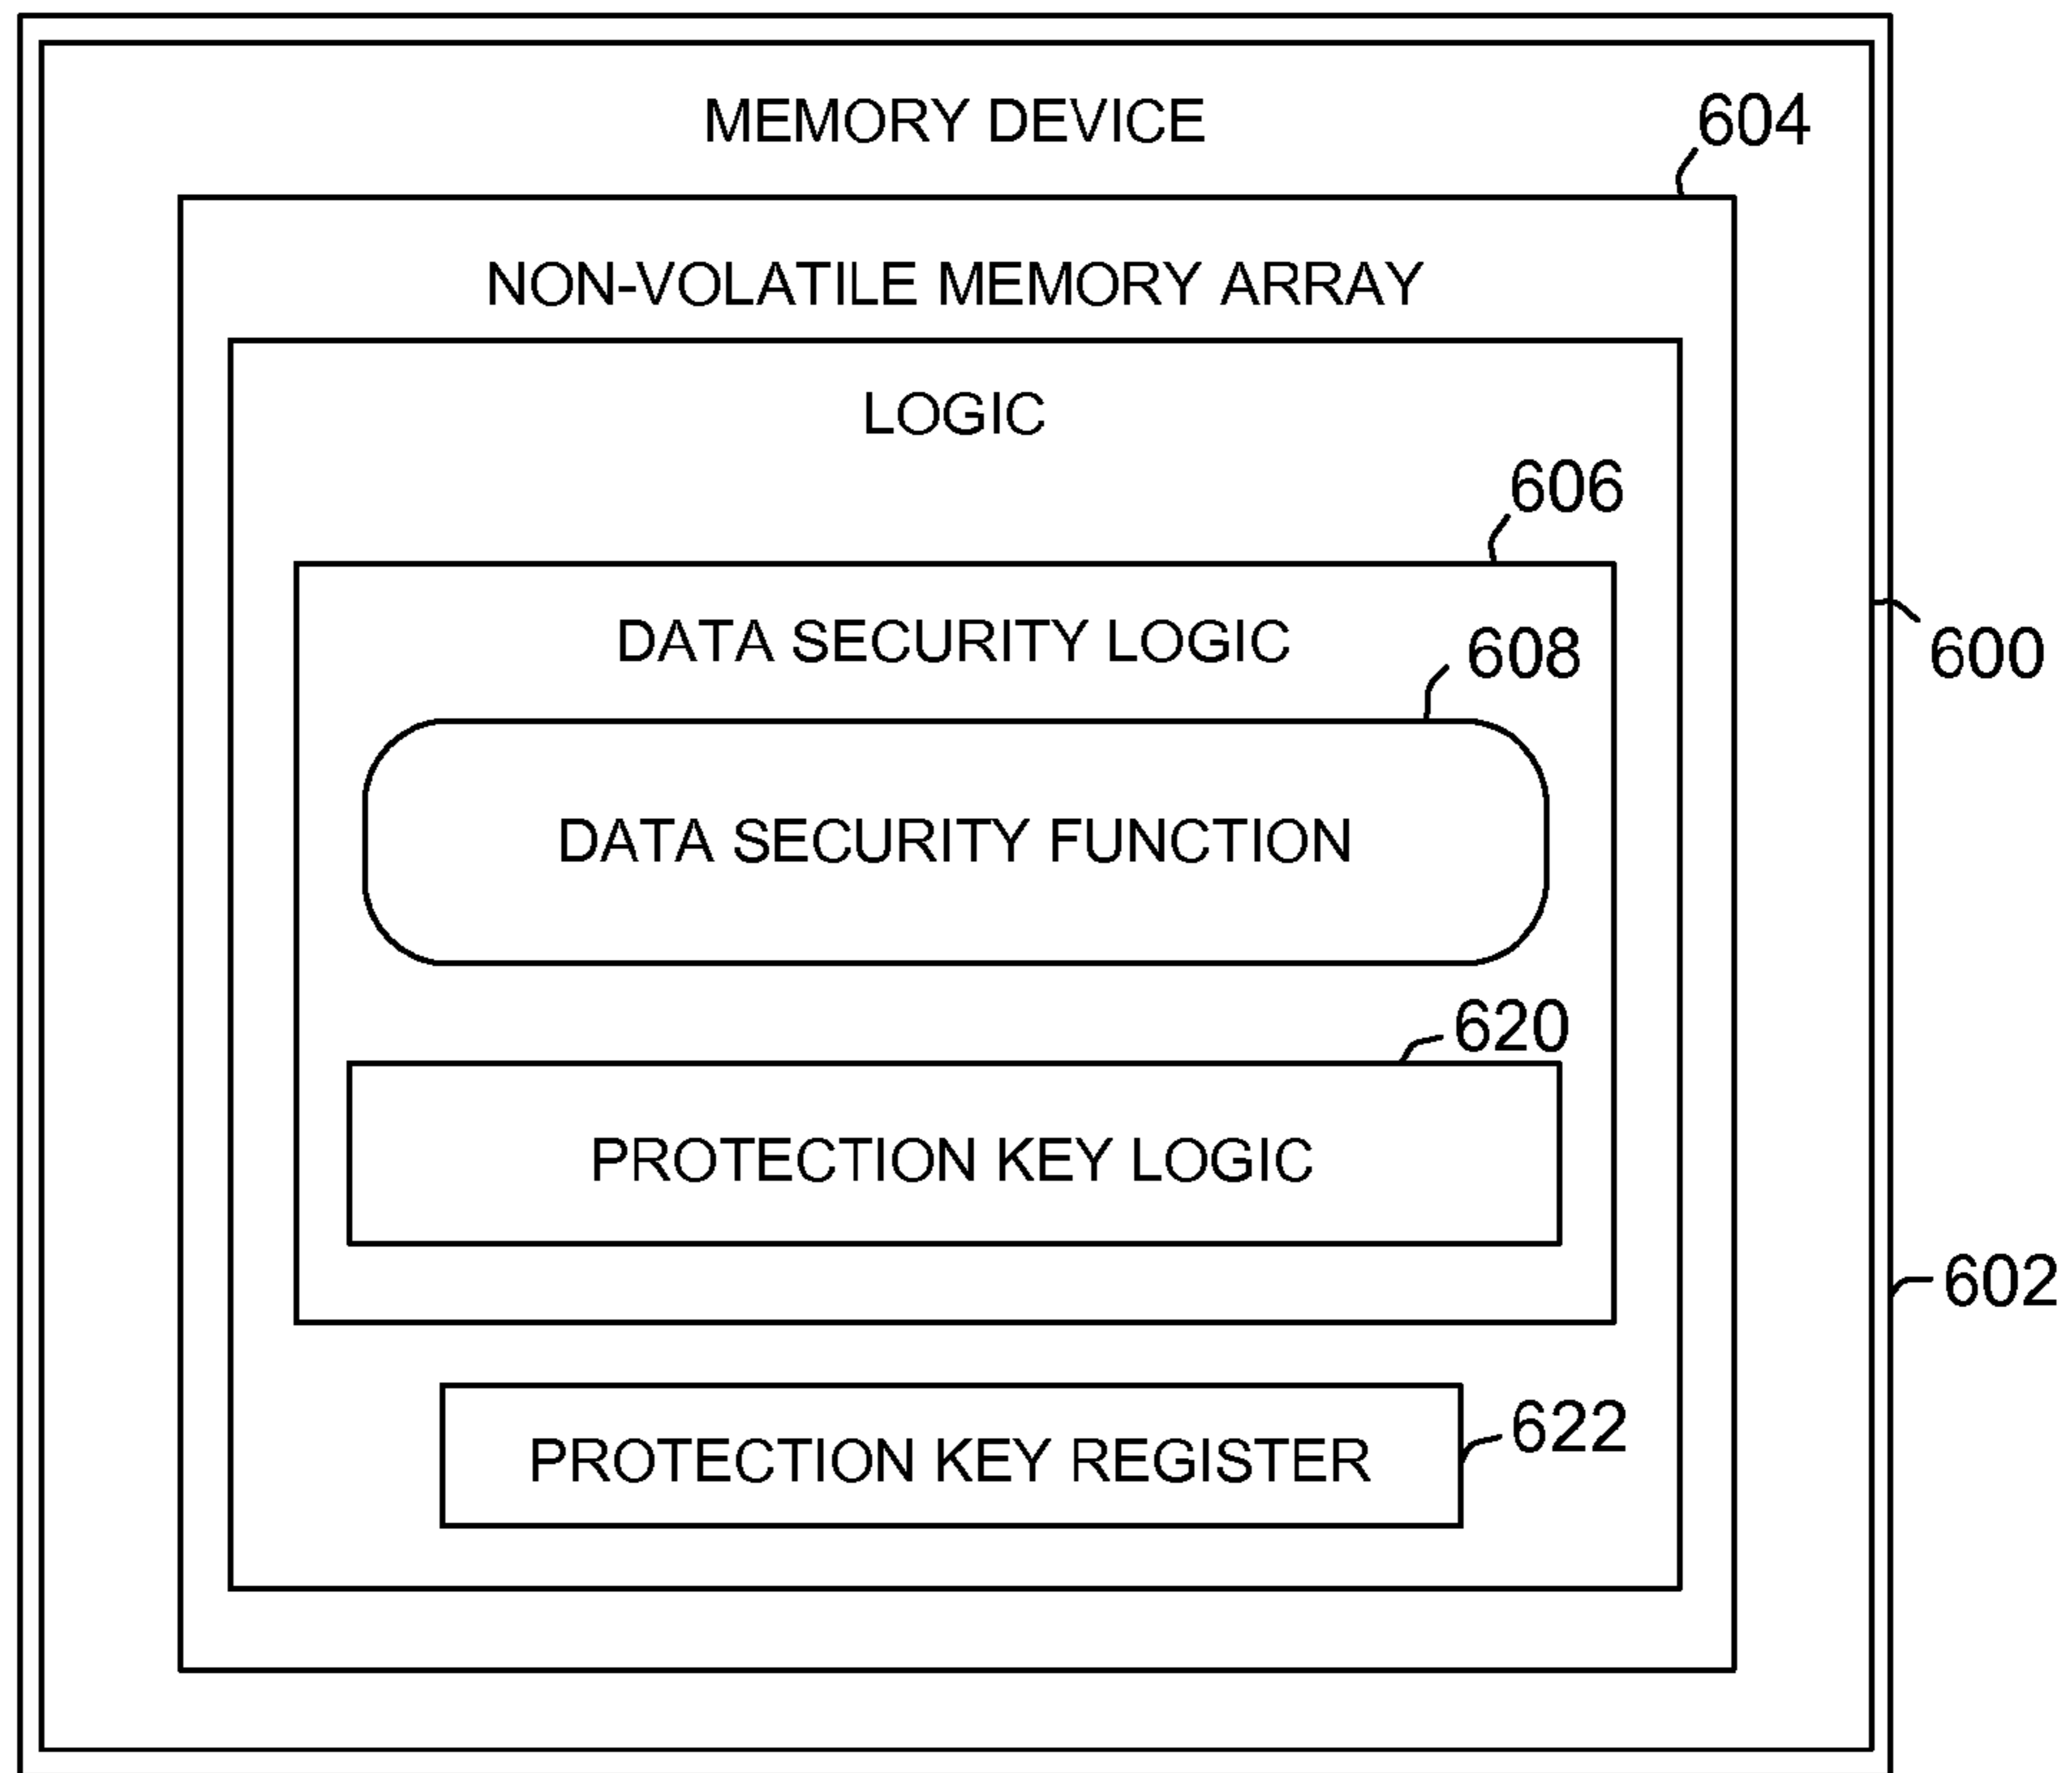 MEMORY DEVICE
604
NON-VOLATILE MEMORY ARRAY
LOGIC
606
DATA SECURITY LOGIC
608
600
DATA SECURITY FUNCTION
620
PROTECTION KEY LOGIC
602
622
PROTECTION KEY REGISTER